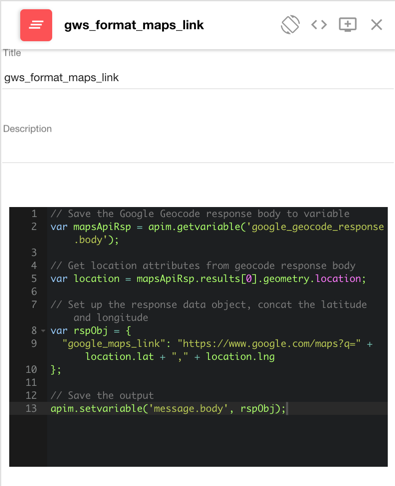 gws_format_maps_link
Title
gws_format_maps_link
Description
1 // Save the Google Geocode response body to variable
2 var mapsApiRsp = apim.getvariable('google_geocode_response
.body');
3
4 // Get location attributes from geocode response body
5 var location = mapsApiRsp.results[0].geometry.location;
6
7 // Set up the response data object, concat the latitude
and longitude
8 var rspObj = {
9 "google_maps_link": "https://www.google.com/maps?q=" +
location.lat + "," + location.lng
10 };
11
12 // Save the output
13 apim.setvariable('message.body', rspObj);